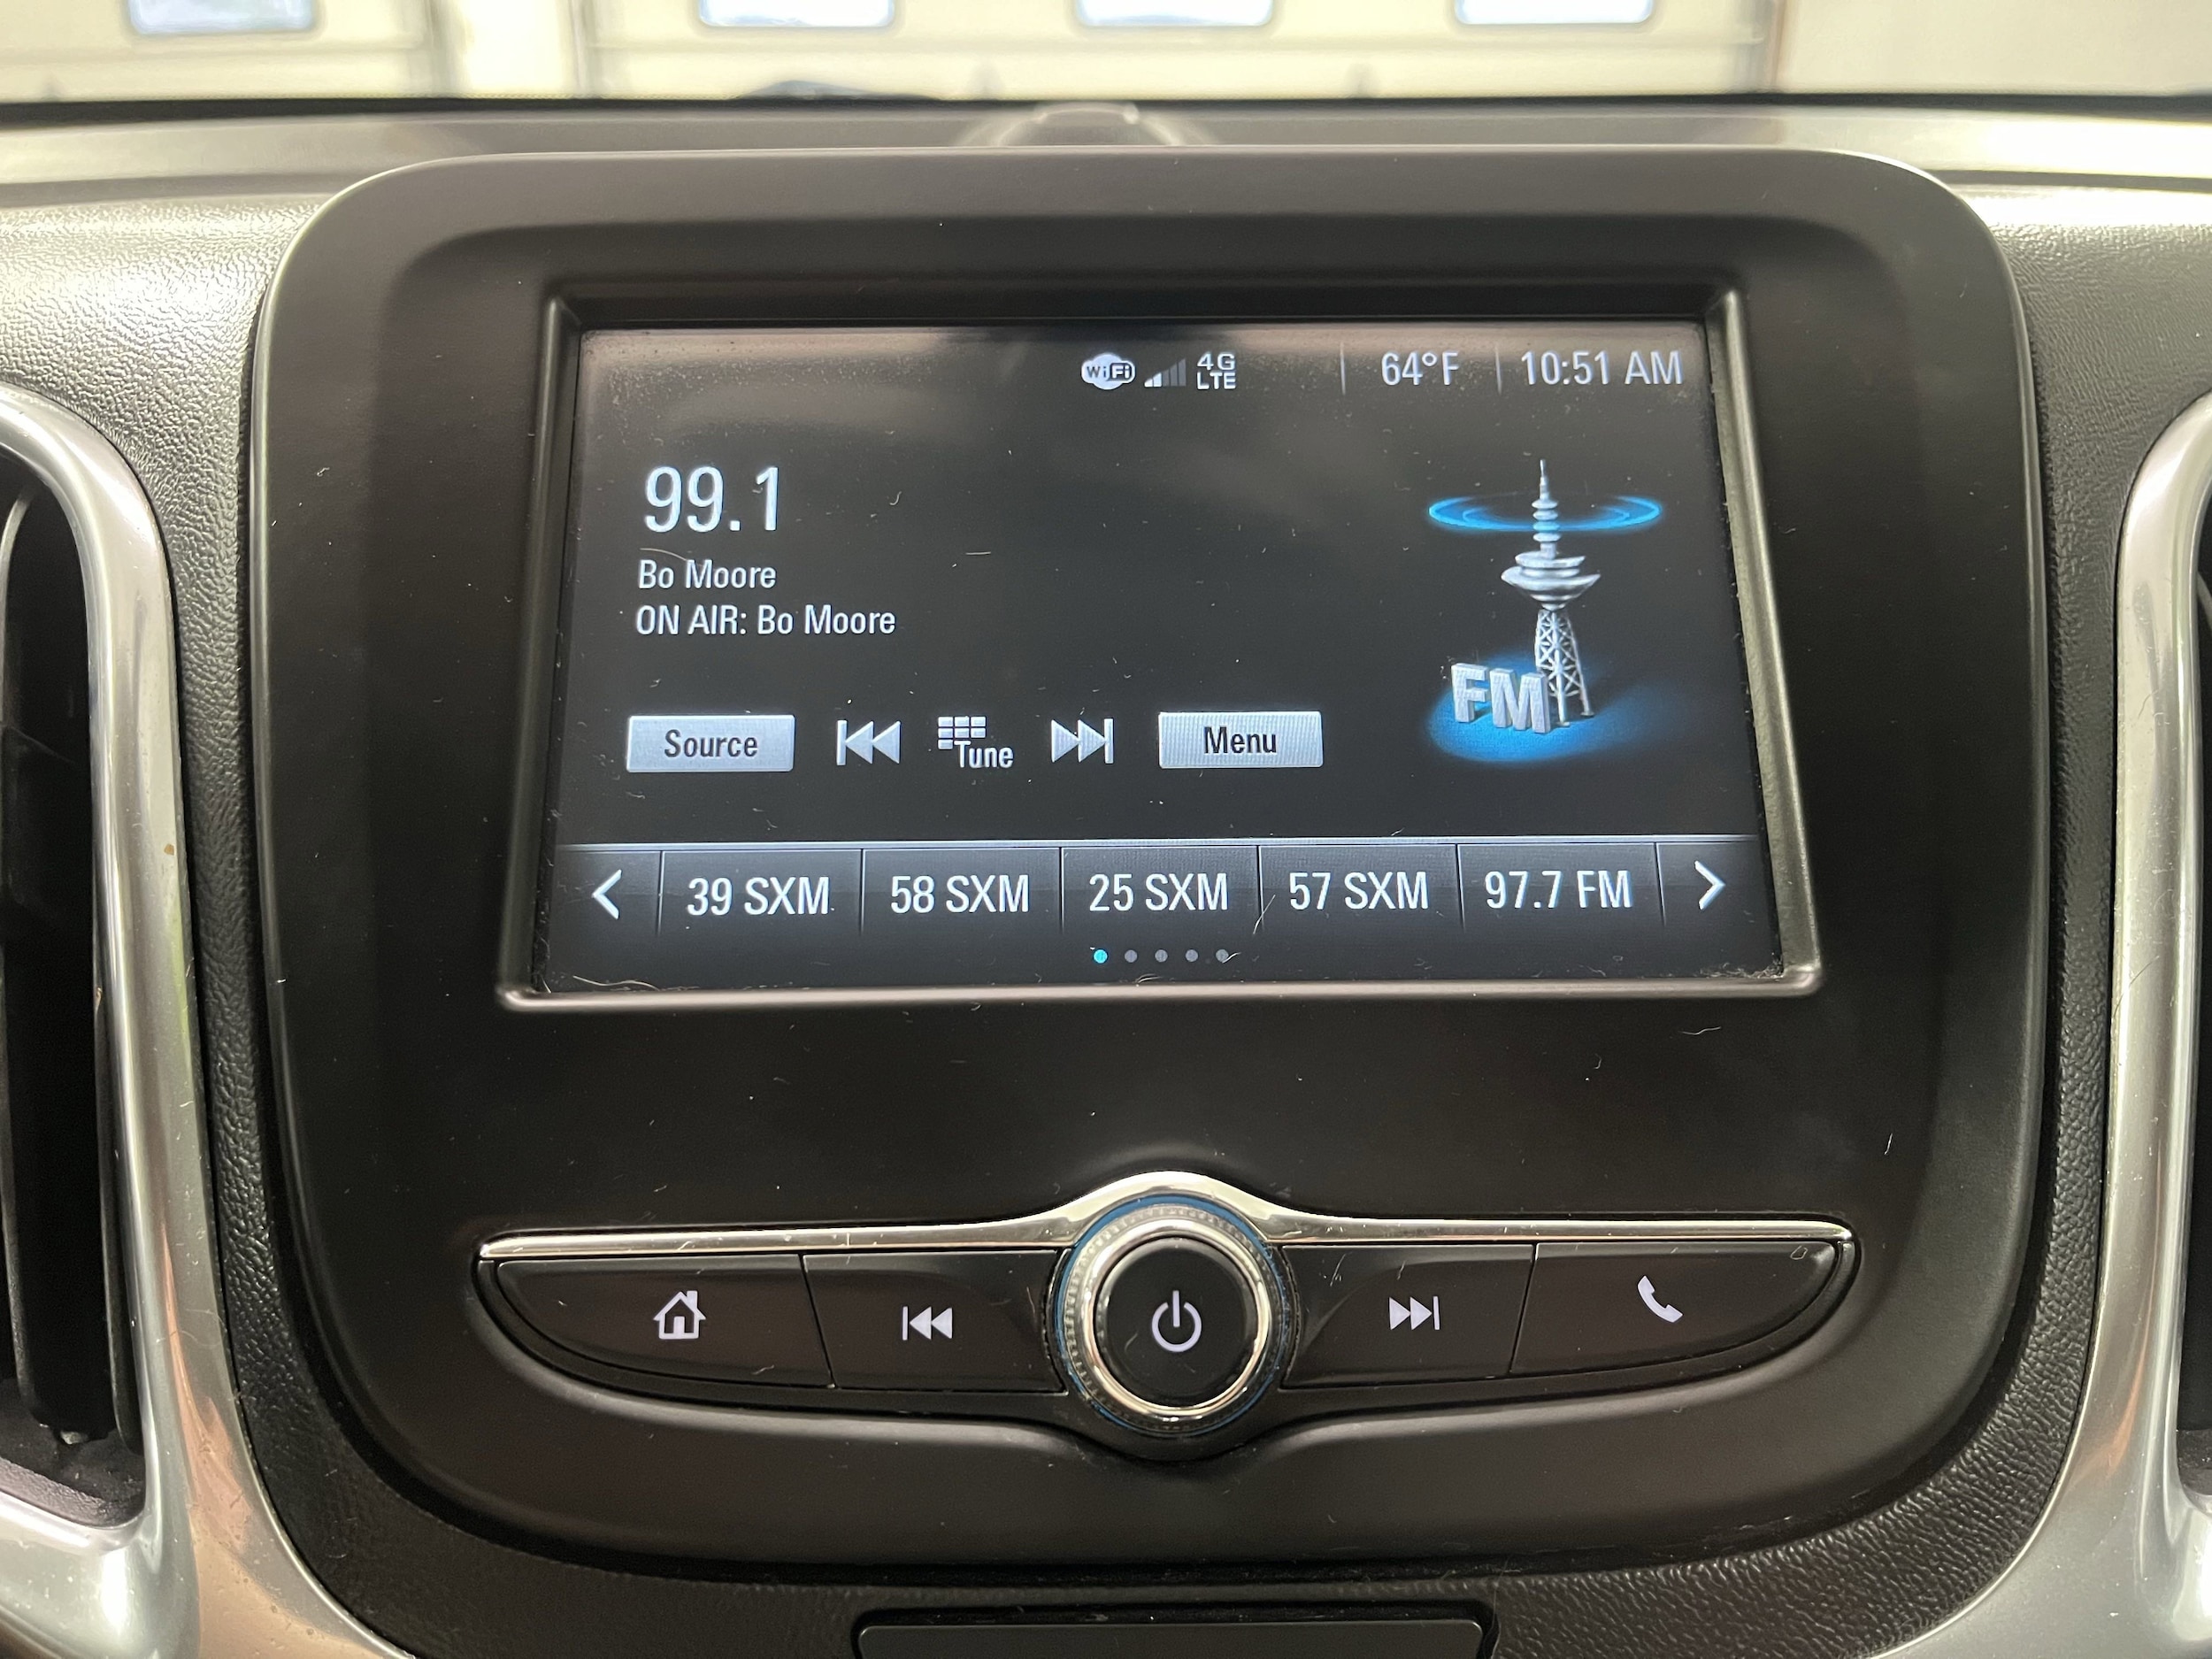 WiFi 4G LTE 64°F 10:51 AM
99.1
Bo Moore
ON AIR: Bo Moore
FM
Source Tune Menu
39 SXM 58 SXM 25 SXM 57 SXM 97.7 FM